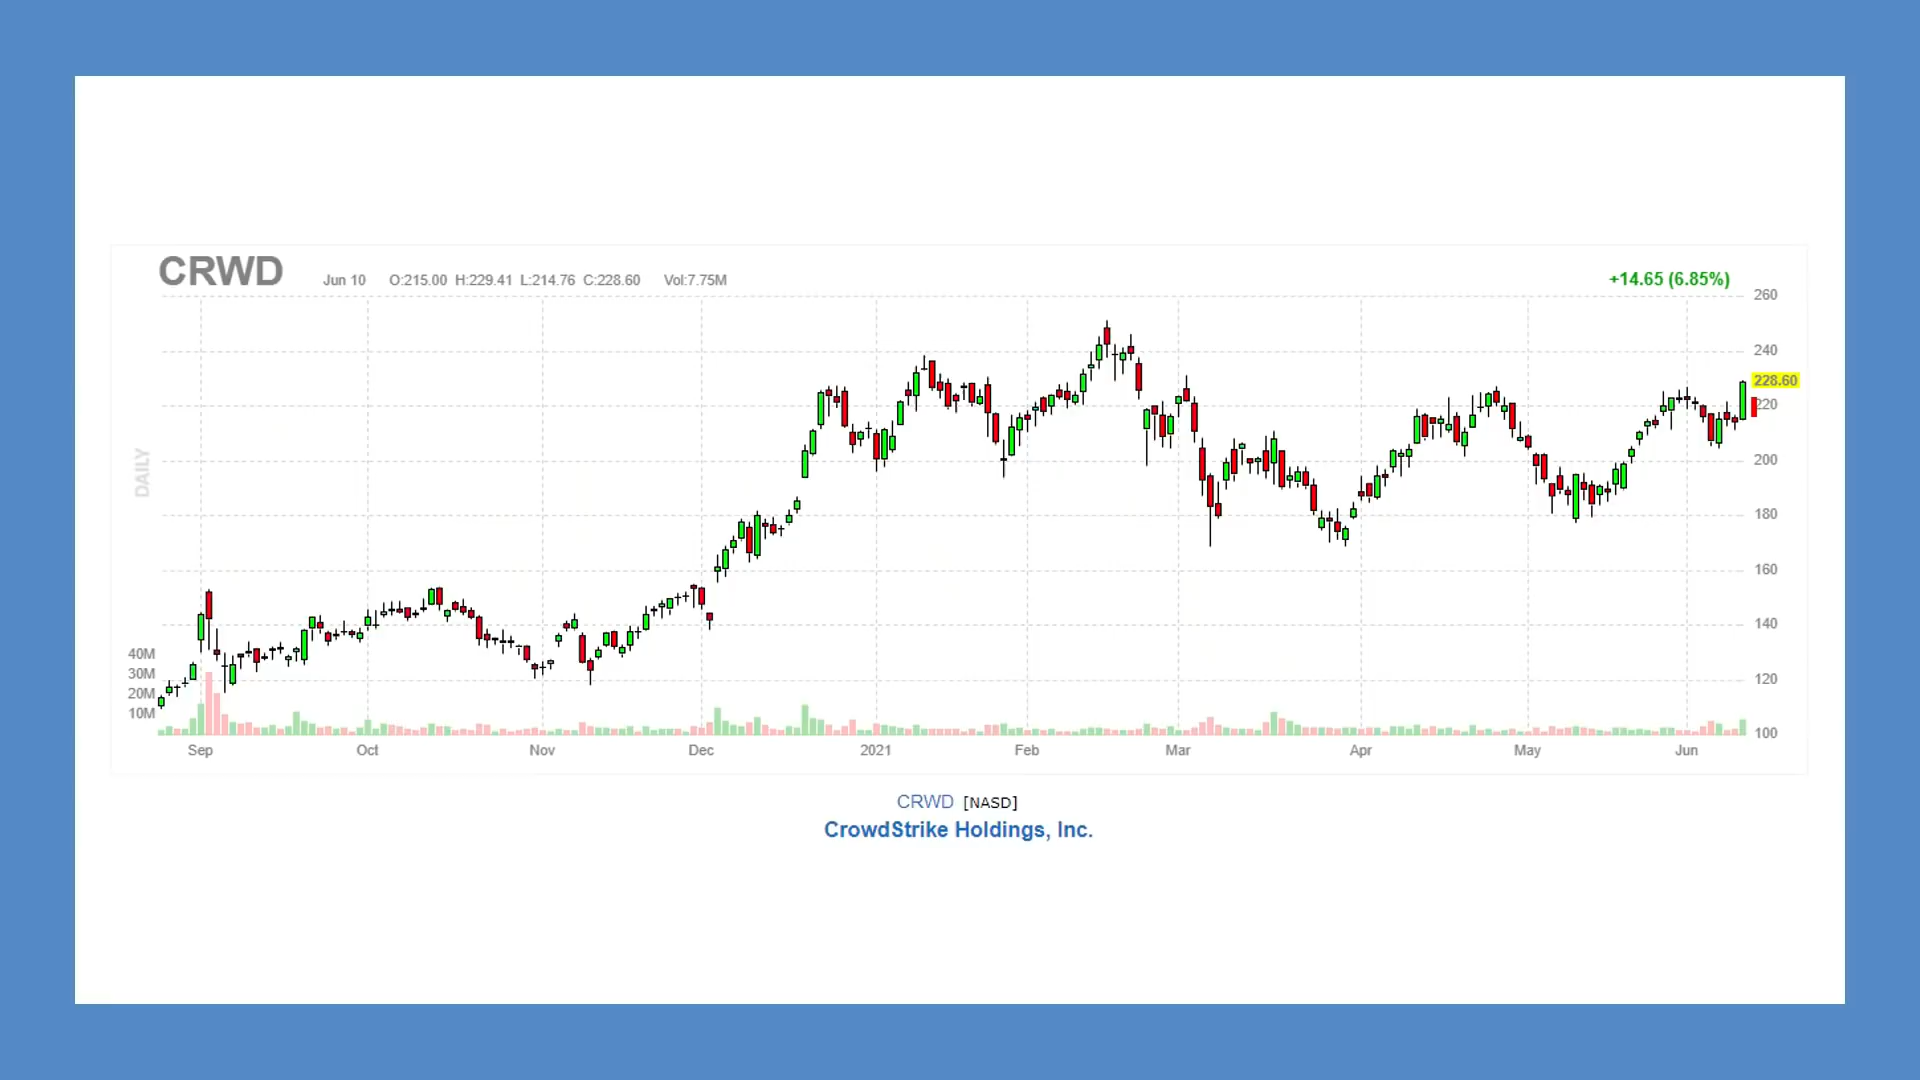 CRWD Jun 10 O:215.00 H:229.41 L:214.76 C:228.60 Vol:7.75M +14.65 (6.85%)
260
240
228.60
220
200
180
160
140
120
100
DAILY
40M
30M
20M
10M
Sep Oct Nov Dec 2021 Feb Mar Apr May Jun
CRWD [NASD]
CrowdStrike Holdings, Inc.